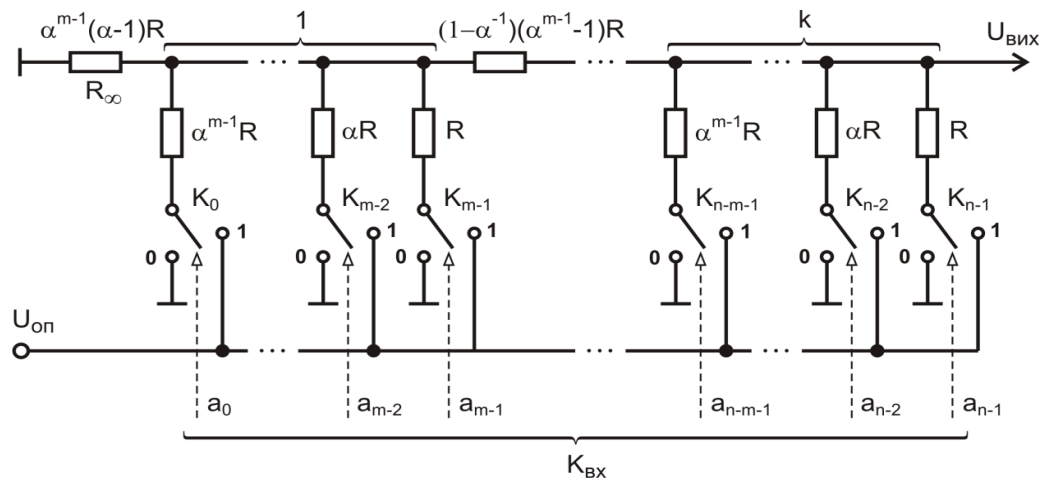 α^{m-1}(α-1)R 1 (1-α^{-1})(α^{m-1}-1)R k U_{вих}
R_∞
α^{m-1}R αR R α^{m-1}R αR R
K_0 K_{m-2} K_{m-1} K_{n-m-1} K_{n-2} K_{n-1}
1 1 1 1 1 1
0 0 0 0 0 0
U_{оп}
... ... ...
a_0 a_{m-2} a_{m-1} a_{n-m-1} a_{n-2} a_{n-1}
K_{вх}